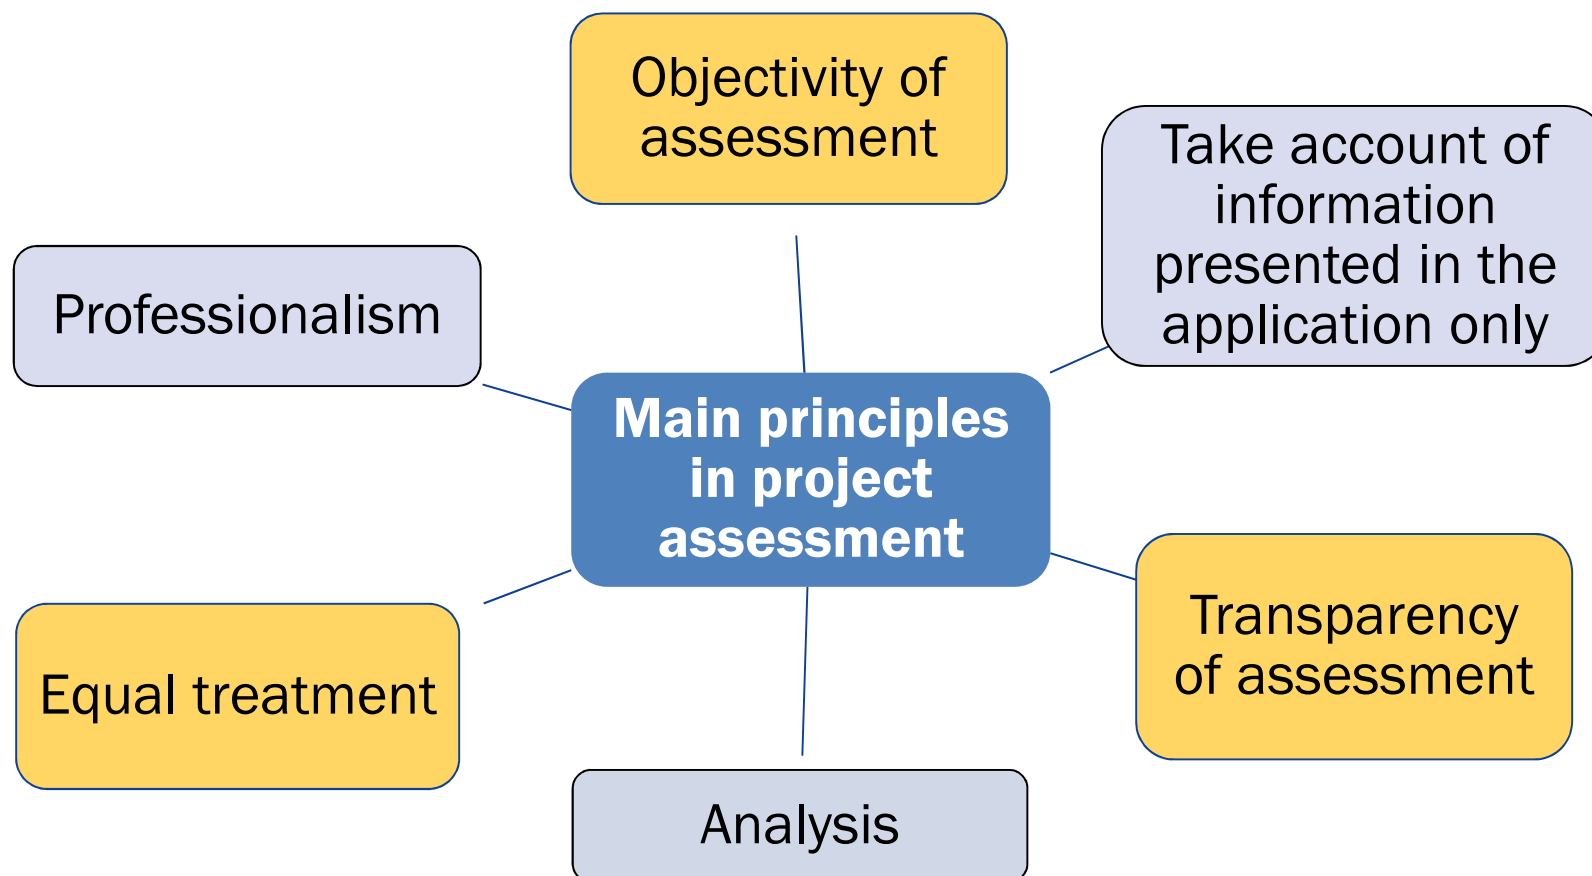 Objectivity of
assessment
Take account of
information
presented in the
application only
Professionalism
Main principles
in project
assessment
Transparency
of assessment
Equal treatment
Analysis